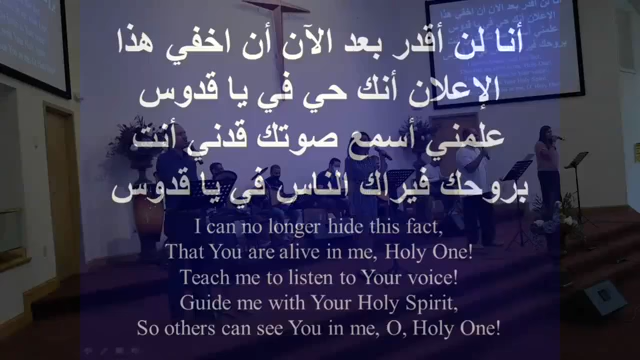 أنا لن أقدر بعد الآن أن اخفي هذا
الإعلان أنك حي في يا قدوس
علمني أسمع صوتك قدني أنت
بروحك فيراك الناس في يا قدوس
I can no longer hide this fact,
That You are alive in me, Holy One!
Teach me to listen to Your voice!
Guide me with Your Holy Spirit,
So others can see You in me, O, Holy One!